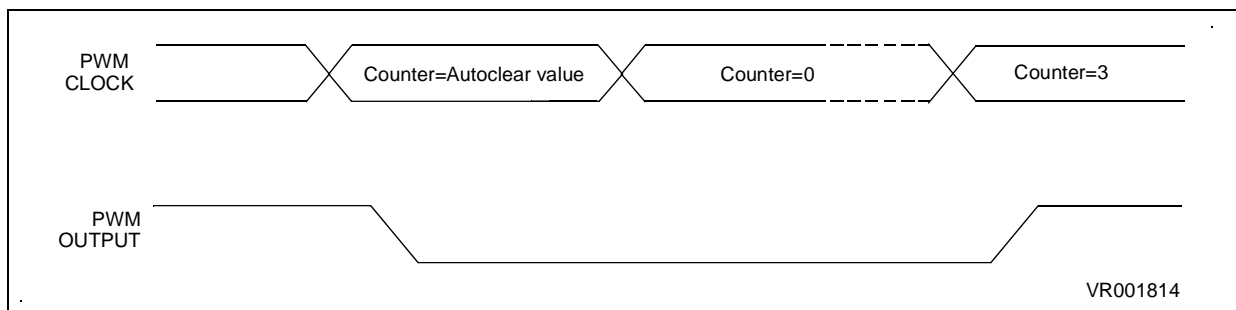 PWM
CLOCK
Counter=Autoclear value
Counter=0
Counter=3
PWM
OUTPUT
VR001814